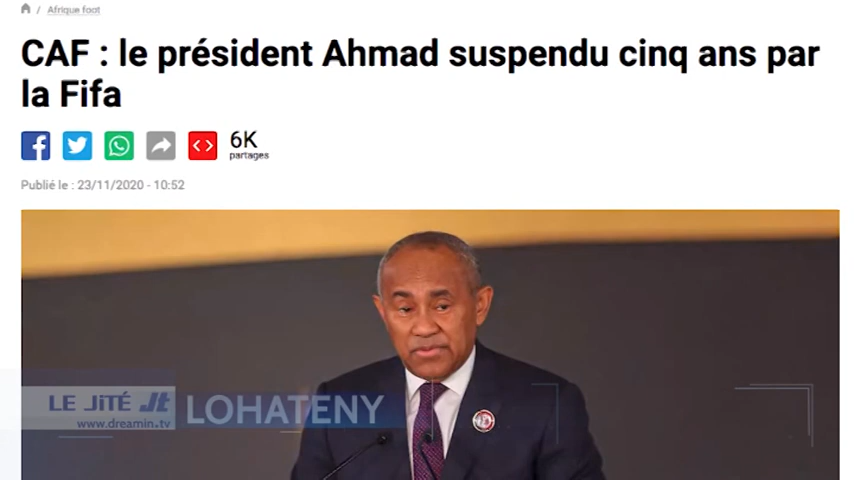 Afrique foot
CAF : le président Ahmad suspendu cinq ans par
la Fifa
6K
partages
Publié le : 23/11/2020 - 10:52
LE JiTÉ Jt LOHATENY
www.dreamin.tv